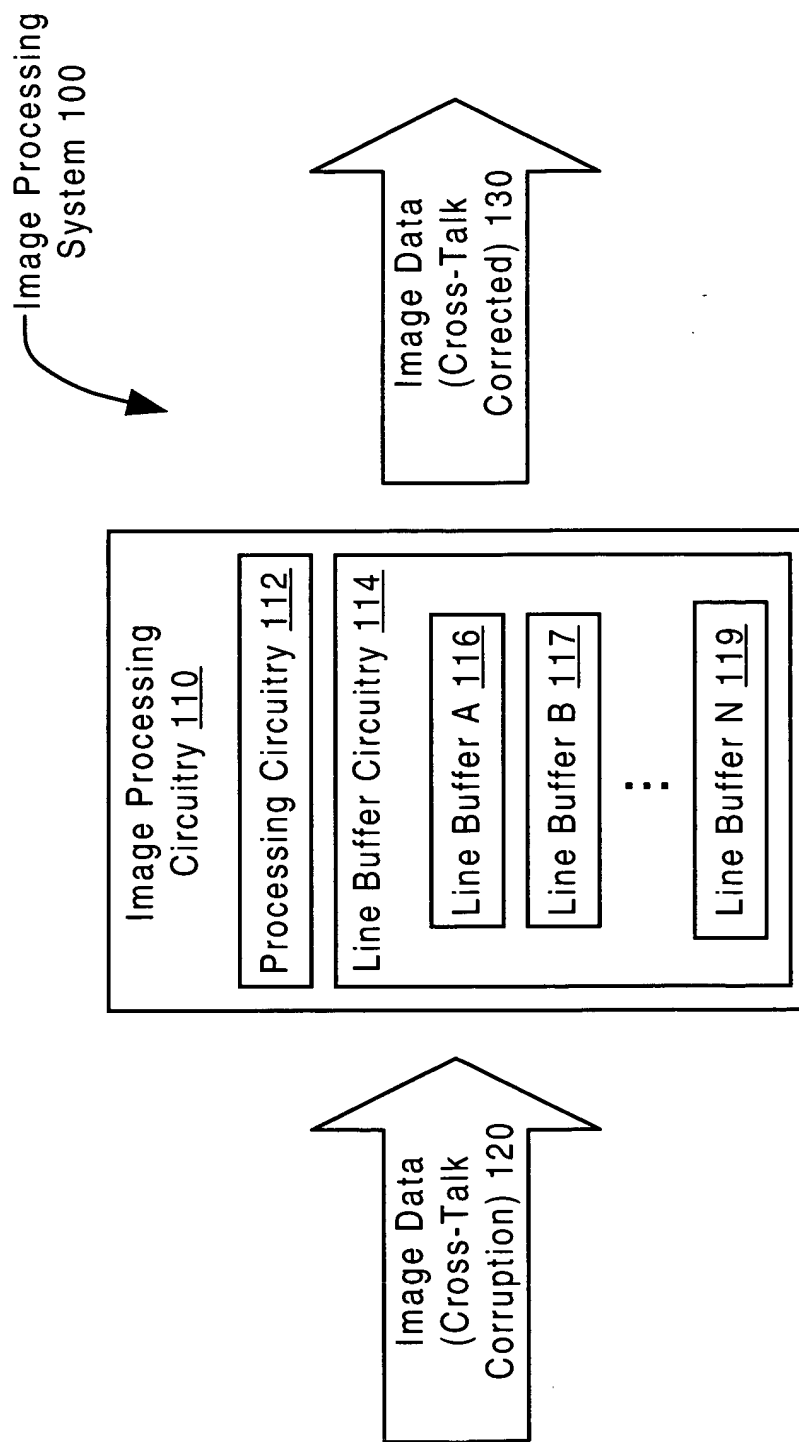 Image Processing
System 100
Image Processing
Circuitry 110
Processing Circuitry 112
Line Buffer Circuitry 114
Line Buffer A 116
Line Buffer B 117
...
Line Buffer N 119
Image Data
(Cross-Talk
Corruption) 120
Image Data
(Cross-Talk
Corrected) 130